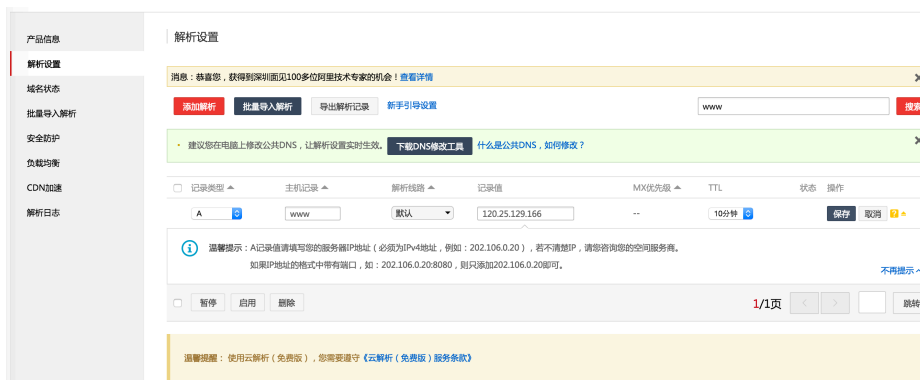 产品信息
解析设置
域名状态
批量导入解析
安全防护
负载均衡
CDN加速
解析日志
解析设置
消息：恭喜您，获得到深圳面见100多位阿里技术专家的机会！查看详情
添加解析 批量导入解析 导出解析记录 新手引导设置 www 搜索
建议您在电脑上修改公共DNS，让解析设置实时生效。 下载DNS修改工具 什么是公共DNS，如何修改？
记录类型 主机记录 解析线路 记录值 MX优先级 TTL 状态 操作
A www 默认 120.25.129.166 -- 10分钟 保存 取消 ?
温馨提示：A记录值请填写您的服务器IP地址（必须为IPv4地址，例如：202.106.0.20），若不清楚IP，请您咨询您的空间服务商。
如果IP地址的格式中带有端口，如：202.106.0.20:8080，则只添加202.106.0.20即可。
不再提示
暂停 启用 删除 1/1页 跳转
温馨提醒：使用云解析（免费版），您需要遵守《云解析（免费版）服务条款》